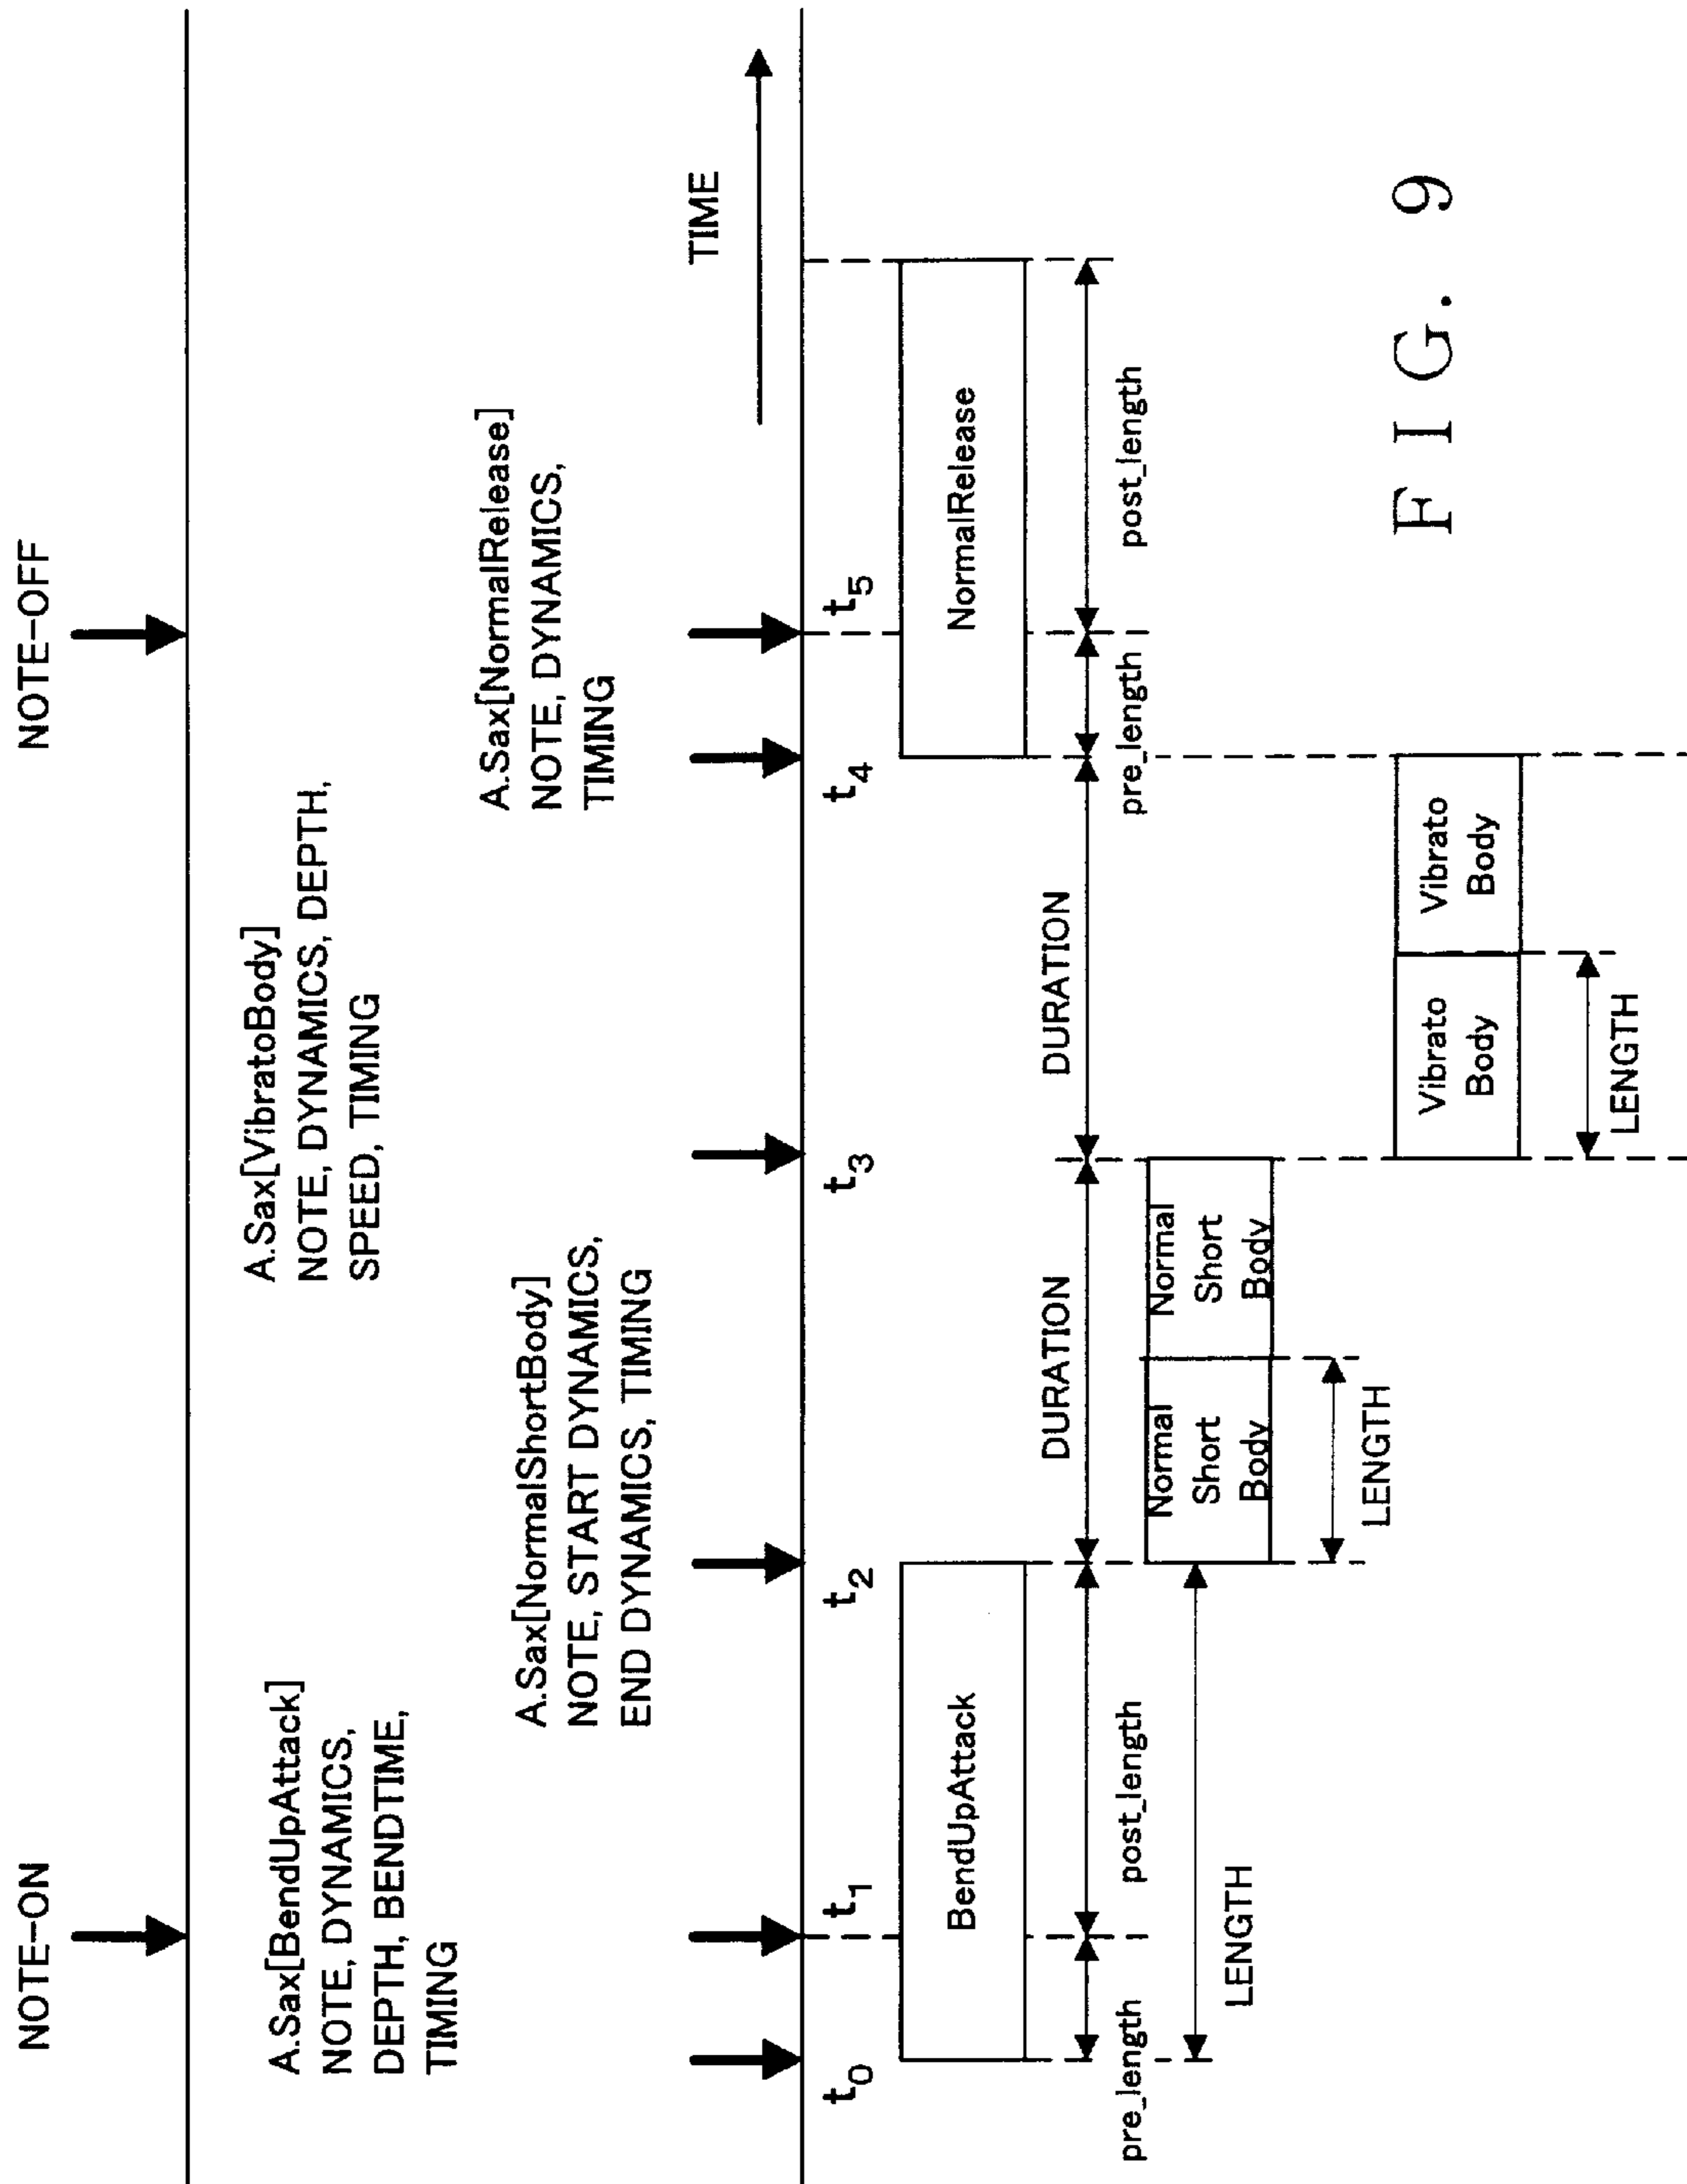 NOTE-ON
NOTE-OFF
A.Sax[BendUpAttack]
NOTE, DYNAMICS,
DEPTH, BENDTIME,
TIMING
A.Sax[VibratoBody]
NOTE, DYNAMICS, DEPTH,
SPEED, TIMING
A.Sax[NormalShortBody]
NOTE, START DYNAMICS,
END DYNAMICS, TIMING
A.Sax[NormalRelease]
NOTE, DYNAMICS,
TIMING
TIME
t0
t1
t2
t3
t4
t5
BendUpAttack
NormalRelease
DURATION
DURATION
pre_length
post_length
pre_length
post_length
LENGTH
Normal
Short
Body
Normal
Short
Body
LENGTH
Vibrato
Body
Vibrato
Body
LENGTH
FIG. 9